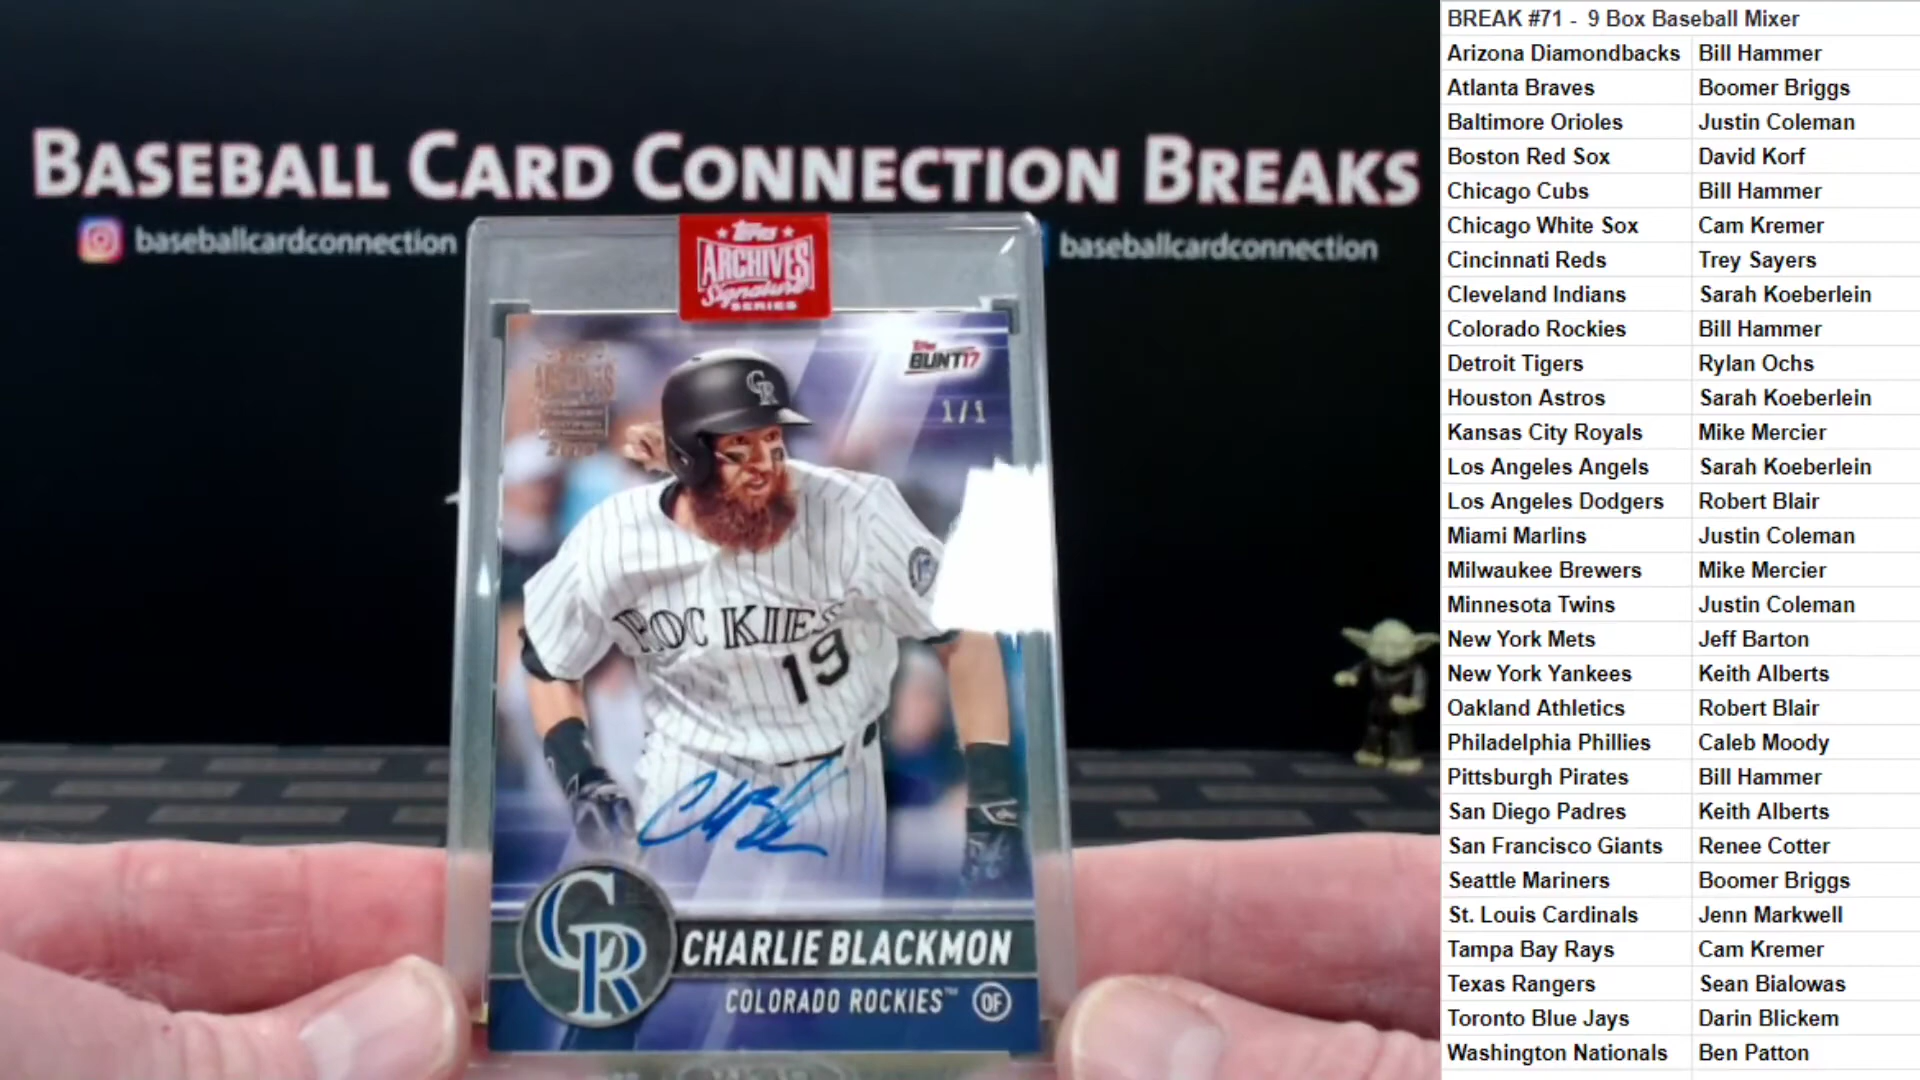 BASEBALL CARD CONNECTION BREAKS
baseballcardconnection
baseballcardconnection
Topps
ARCHIVES
Signature
SERIES
Topps
BUNT17
ARCHIVES
1/1
CR
ROCKIES
19
CR
CHARLIE BLACKMON
COLORADO ROCKIES™ OF
BREAK #71 - 9 Box Baseball Mixer
Arizona Diamondbacks Bill Hammer
Atlanta Braves Boomer Briggs
Baltimore Orioles Justin Coleman
Boston Red Sox David Korf
Chicago Cubs Bill Hammer
Chicago White Sox Cam Kremer
Cincinnati Reds Trey Sayers
Cleveland Indians Sarah Koeberlein
Colorado Rockies Bill Hammer
Detroit Tigers Rylan Ochs
Houston Astros Sarah Koeberlein
Kansas City Royals Mike Mercier
Los Angeles Angels Sarah Koeberlein
Los Angeles Dodgers Robert Blair
Miami Marlins Justin Coleman
Milwaukee Brewers Mike Mercier
Minnesota Twins Justin Coleman
New York Mets Jeff Barton
New York Yankees Keith Alberts
Oakland Athletics Robert Blair
Philadelphia Phillies Caleb Moody
Pittsburgh Pirates Bill Hammer
San Diego Padres Keith Alberts
San Francisco Giants Renee Cotter
Seattle Mariners Boomer Briggs
St. Louis Cardinals Jenn Markwell
Tampa Bay Rays Cam Kremer
Texas Rangers Sean Bialowas
Toronto Blue Jays Darin Blickem
Washington Nationals Ben Patton